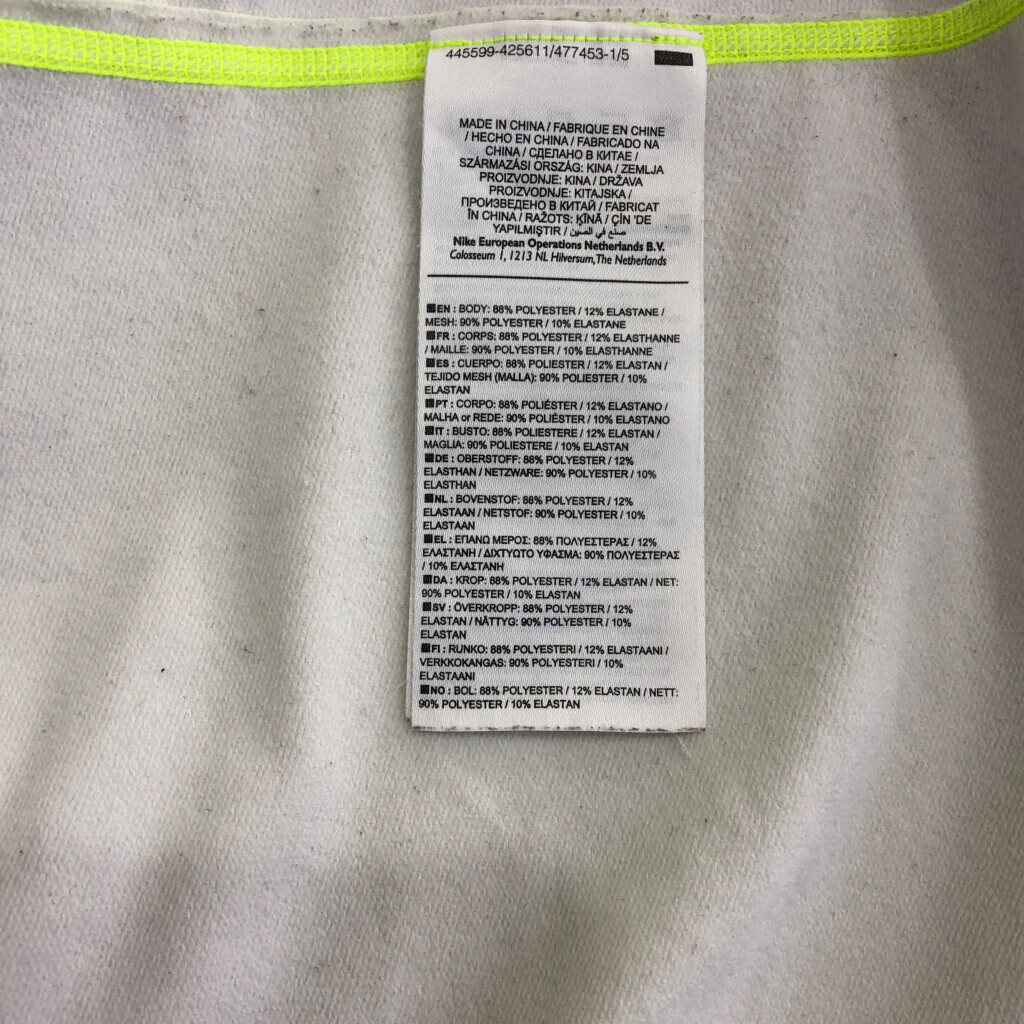 445599-425611/477453-1/5
MADE IN CHINA / FABRIQUE EN CHINE
/ HECHO EN CHINA / FABRICADO NA
CHINA / СДЕЛАНО В КИТАЕ /
SZÁRMAZÁSI ORSZÁG: KINA / ZEMLJA
PROIZVODNJE: KINA / DRŽAVA
PROIZVODNJE: KITAJSKA /
ПРОИЗВЕДЕНО В КИТАЙ / FABRICAT
ÎN CHINA / RAŽOTS: ĶĪNĀ / ÇİN 'DE
YAPILMIŞTIR / صنع في الصين
Nike European Operations Netherlands B.V.
Colosseum 1, 1213 NL Hilversum, The Netherlands
EN : BODY: 88% POLYESTER / 12% ELASTANE /
MESH: 90% POLYESTER / 10% ELASTANE
FR : CORPS: 88% POLYESTER / 12% ELASTHANNE
/ MAILLE: 90% POLYESTER / 10% ELASTHANNE
ES : CUERPO: 88% POLIESTER / 12% ELASTAN /
TEJIDO MESH (MALLA): 90% POLIESTER / 10%
ELASTAN
PT : CORPO: 88% POLIÉSTER / 12% ELASTANO /
MALHA or REDE: 90% POLIÉSTER / 10% ELASTANO
IT : BUSTO: 88% POLIESTERE / 12% ELASTAN /
MAGLIA: 90% POLIESTERE / 10% ELASTAN
DE : OBERSTOFF: 88% POLYESTER / 12%
ELASTHAN / NETZWARE: 90% POLYESTER / 10%
ELASTHAN
NL : BOVENSTOF: 88% POLYESTER / 12%
ELASTAAN / NETSTOF: 90% POLYESTER / 10%
ELASTAAN
EL : ΕΠΑΝΩ ΜΕΡΟΣ: 88% ΠΟΛΥΕΣΤΕΡΑΣ / 12%
ΕΛΑΣΤΑΝΗ / ΔΙΧΤΥΩΤΟ ΥΦΑΣΜΑ: 90% ΠΟΛΥΕΣΤΕΡΑΣ
/ 10% ΕΛΑΣΤΑΝΗ
DA : KROP: 88% POLYESTER / 12% ELASTAN / NET:
90% POLYESTER / 10% ELASTAN
SV : ÖVERKROPP: 88% POLYESTER / 12%
ELASTAN / NÄTTYG: 90% POLYESTER / 10%
ELASTAN
FI : RUNKO: 88% POLYESTERI / 12% ELASTAANI /
VERKKOKANGAS: 90% POLYESTERI / 10%
ELASTAANI
NO : BOL: 88% POLYESTER / 12% ELASTAN / NETT:
90% POLYESTER / 10% ELASTAN